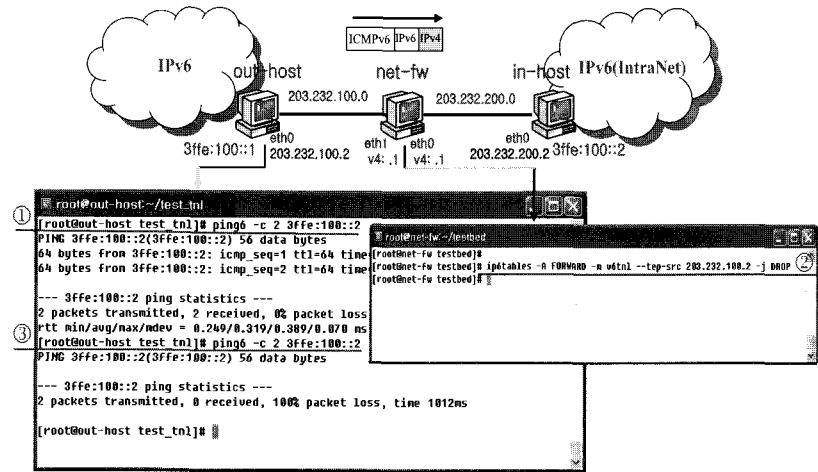 ICMPv6 IPv6 IPv4
IPv6
out-host
net-fw
in-host
IPv6(IntraNet)
203.232.100.0
203.232.200.0
eth0
eth1
eth0
eth0
3ffe:100::1
203.232.100.2
v4: .1
v4: .1
203.232.200.2
3ffe:100::2
root@out-host:~/test_tnl
①
[root@out-host test_tnl]# ping6 -c 2 3ffe:100::2
PING 3ffe:100::2(3ffe:100::2) 56 data bytes
64 bytes from 3ffe:100::2: icmp_seq=1 ttl=64 time
64 bytes from 3ffe:100::2: icmp_seq=2 ttl=64 time
--- 3ffe:100::2 ping statistics ---
2 packets transmitted, 2 received, 0% packet loss
rtt min/avg/max/mdev = 0.249/0.319/0.389/0.070 ms
③
[root@out-host test_tnl]# ping6 -c 2 3ffe:100::2
PING 3ffe:100::2(3ffe:100::2) 56 data bytes
--- 3ffe:100::2 ping statistics ---
2 packets transmitted, 0 received, 100% packet loss, time 1012ms
[root@out-host test_tnl]#
root@net-fw:~/testbed
[root@net-fw testbed]#
[root@net-fw testbed]# ip6tables -A FORWARD -m v6tnl --tep-src 203.232.100.2 -j DROP ②
[root@net-fw testbed]#